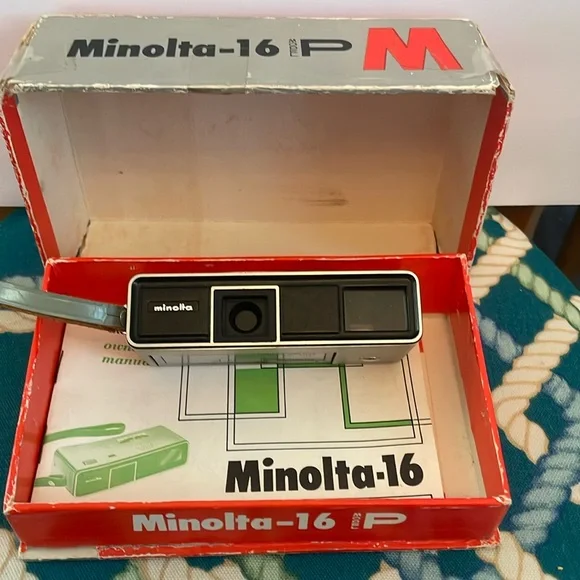 Minolta-16 MODEL P M
minolta
owner's
manual
Minolta-16
Minolta-16 MODEL P